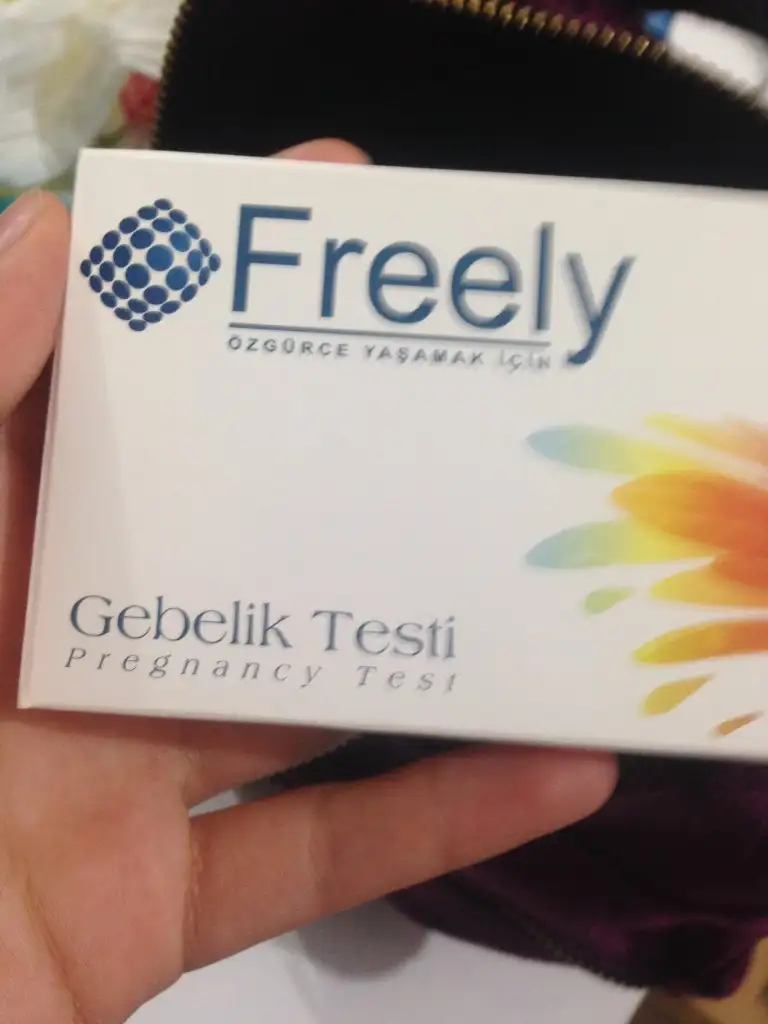 Freely
ÖZGÜRCE YAŞAMAK İÇİN
Gebelik Testi
Pregnancy Test